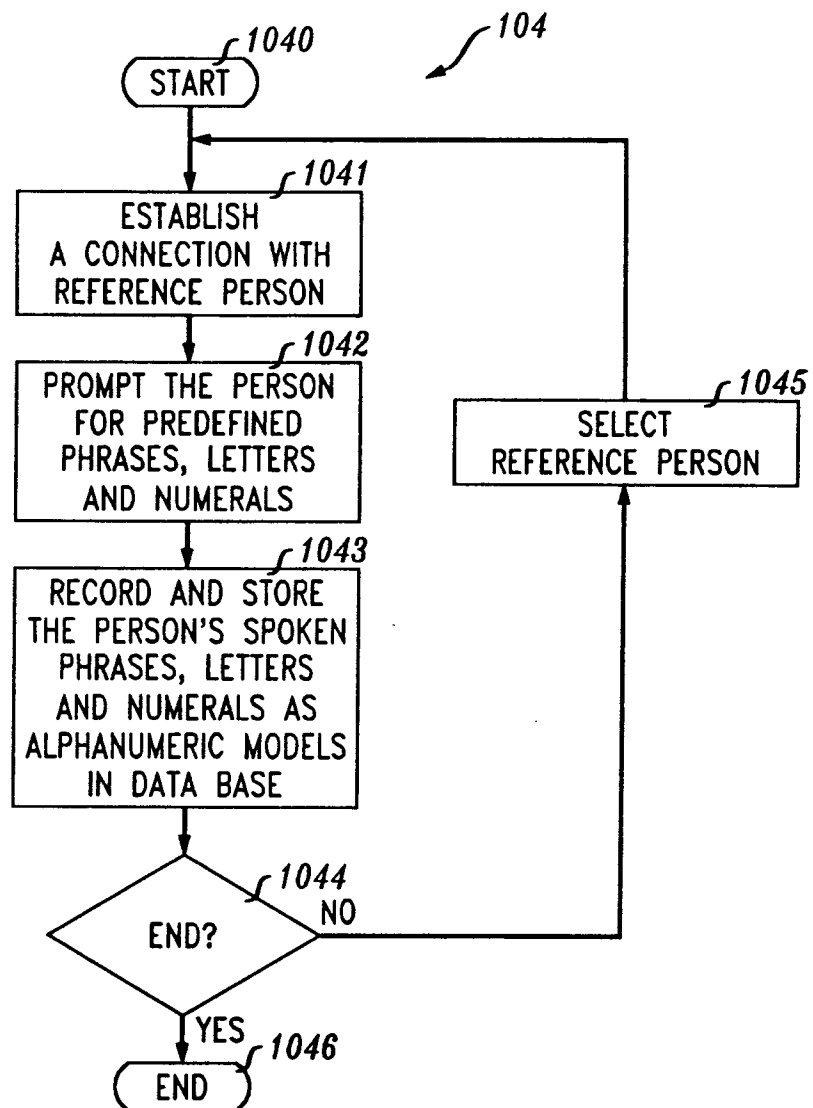 104
1040
START
1041
ESTABLISH
A CONNECTION WITH
REFERENCE PERSON
1042
PROMPT THE PERSON
FOR PREDEFINED
PHRASES, LETTERS
AND NUMERALS
1045
SELECT
REFERENCE PERSON
1043
RECORD AND STORE
THE PERSON'S SPOKEN
PHRASES, LETTERS
AND NUMERALS AS
ALPHANUMERIC MODELS
IN DATA BASE
1044
END?
NO
YES
1046
END